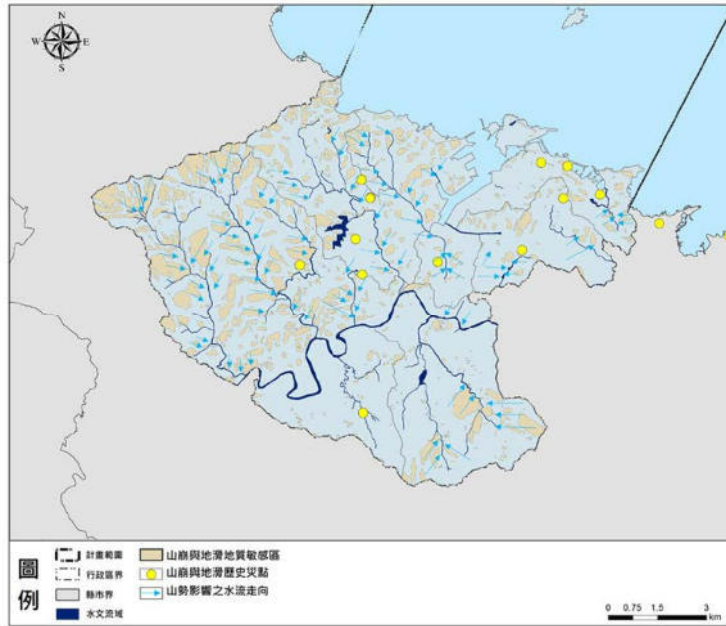 N
W E
S
圖例
計畫範圍
行政區界
縣市界
水文流域
山崩與地滑地質敏感區
山崩與地滑歷史災點
山勢影響之水流走向
0 0.75 1.5 3
km